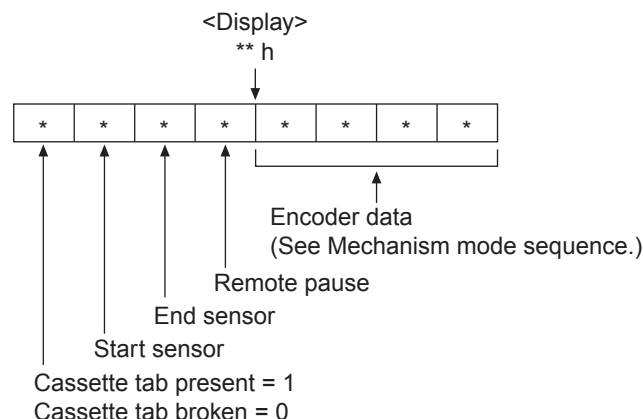 <Display>
** h
* * * * * * * *
Encoder data
(See Mechanism mode sequence.)
Remote pause
End sensor
Start sensor
Cassette tab present = 1
Cassette tab broken = 0